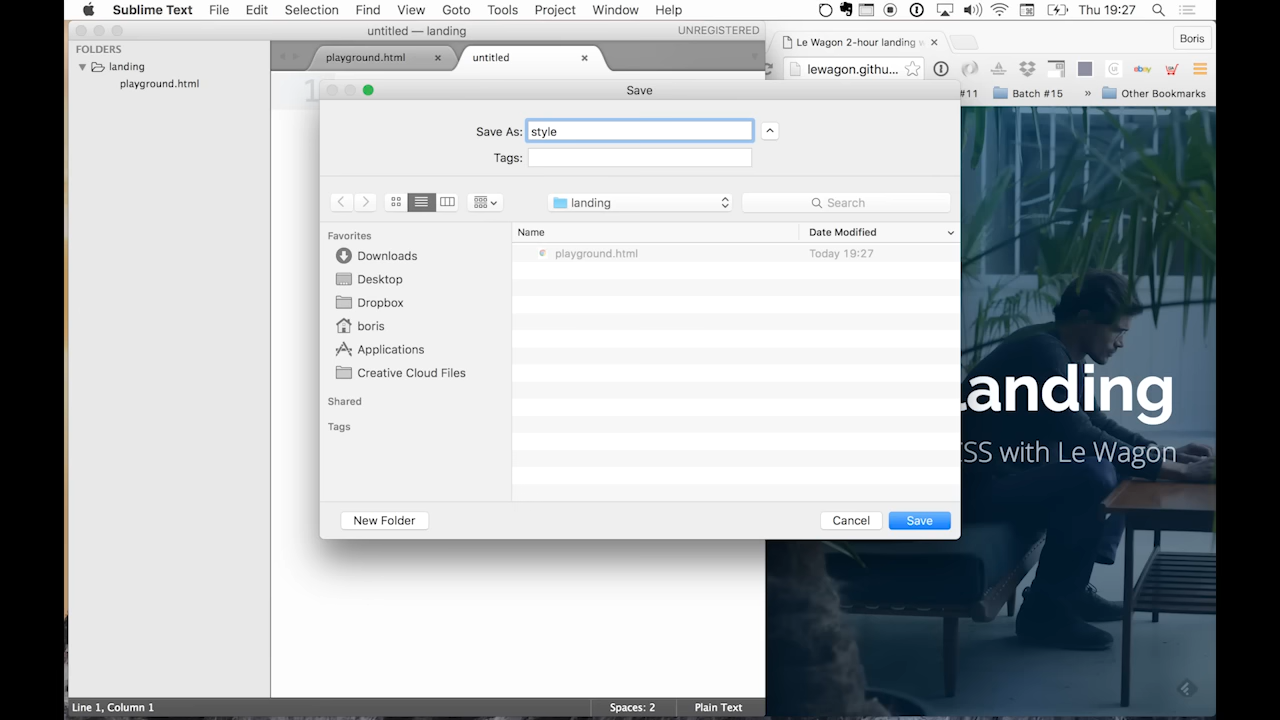 Sublime Text File Edit Selection Find View Goto Tools Project Window Help Thu 19:27
untitled — landing UNREGISTERED
FOLDERS
landing
playground.html
playground.html
untitled
1
Save
Save As: style
Tags:
landing
Search
Favorites
Downloads
Desktop
Dropbox
boris
Applications
Creative Cloud Files
Shared
Tags
Name Date Modified
playground.html Today 19:27
New Folder Cancel Save
Le Wagon 2-hour landing
Boris
lewagon.githu...
ebay
#11 Batch #15 » Other Bookmarks
anding
SS with Le Wagon
Line 1, Column 1 Spaces: 2 Plain Text